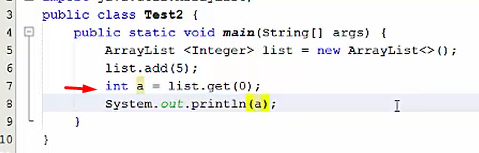 3 public class Test2 {
4 public static void main(String[] args) {
5 ArrayList <Integer> list = new ArrayList<>();
6 list.add(5);
7 int a = list.get(0);
8 System.out.println(a);
9 }
10 }